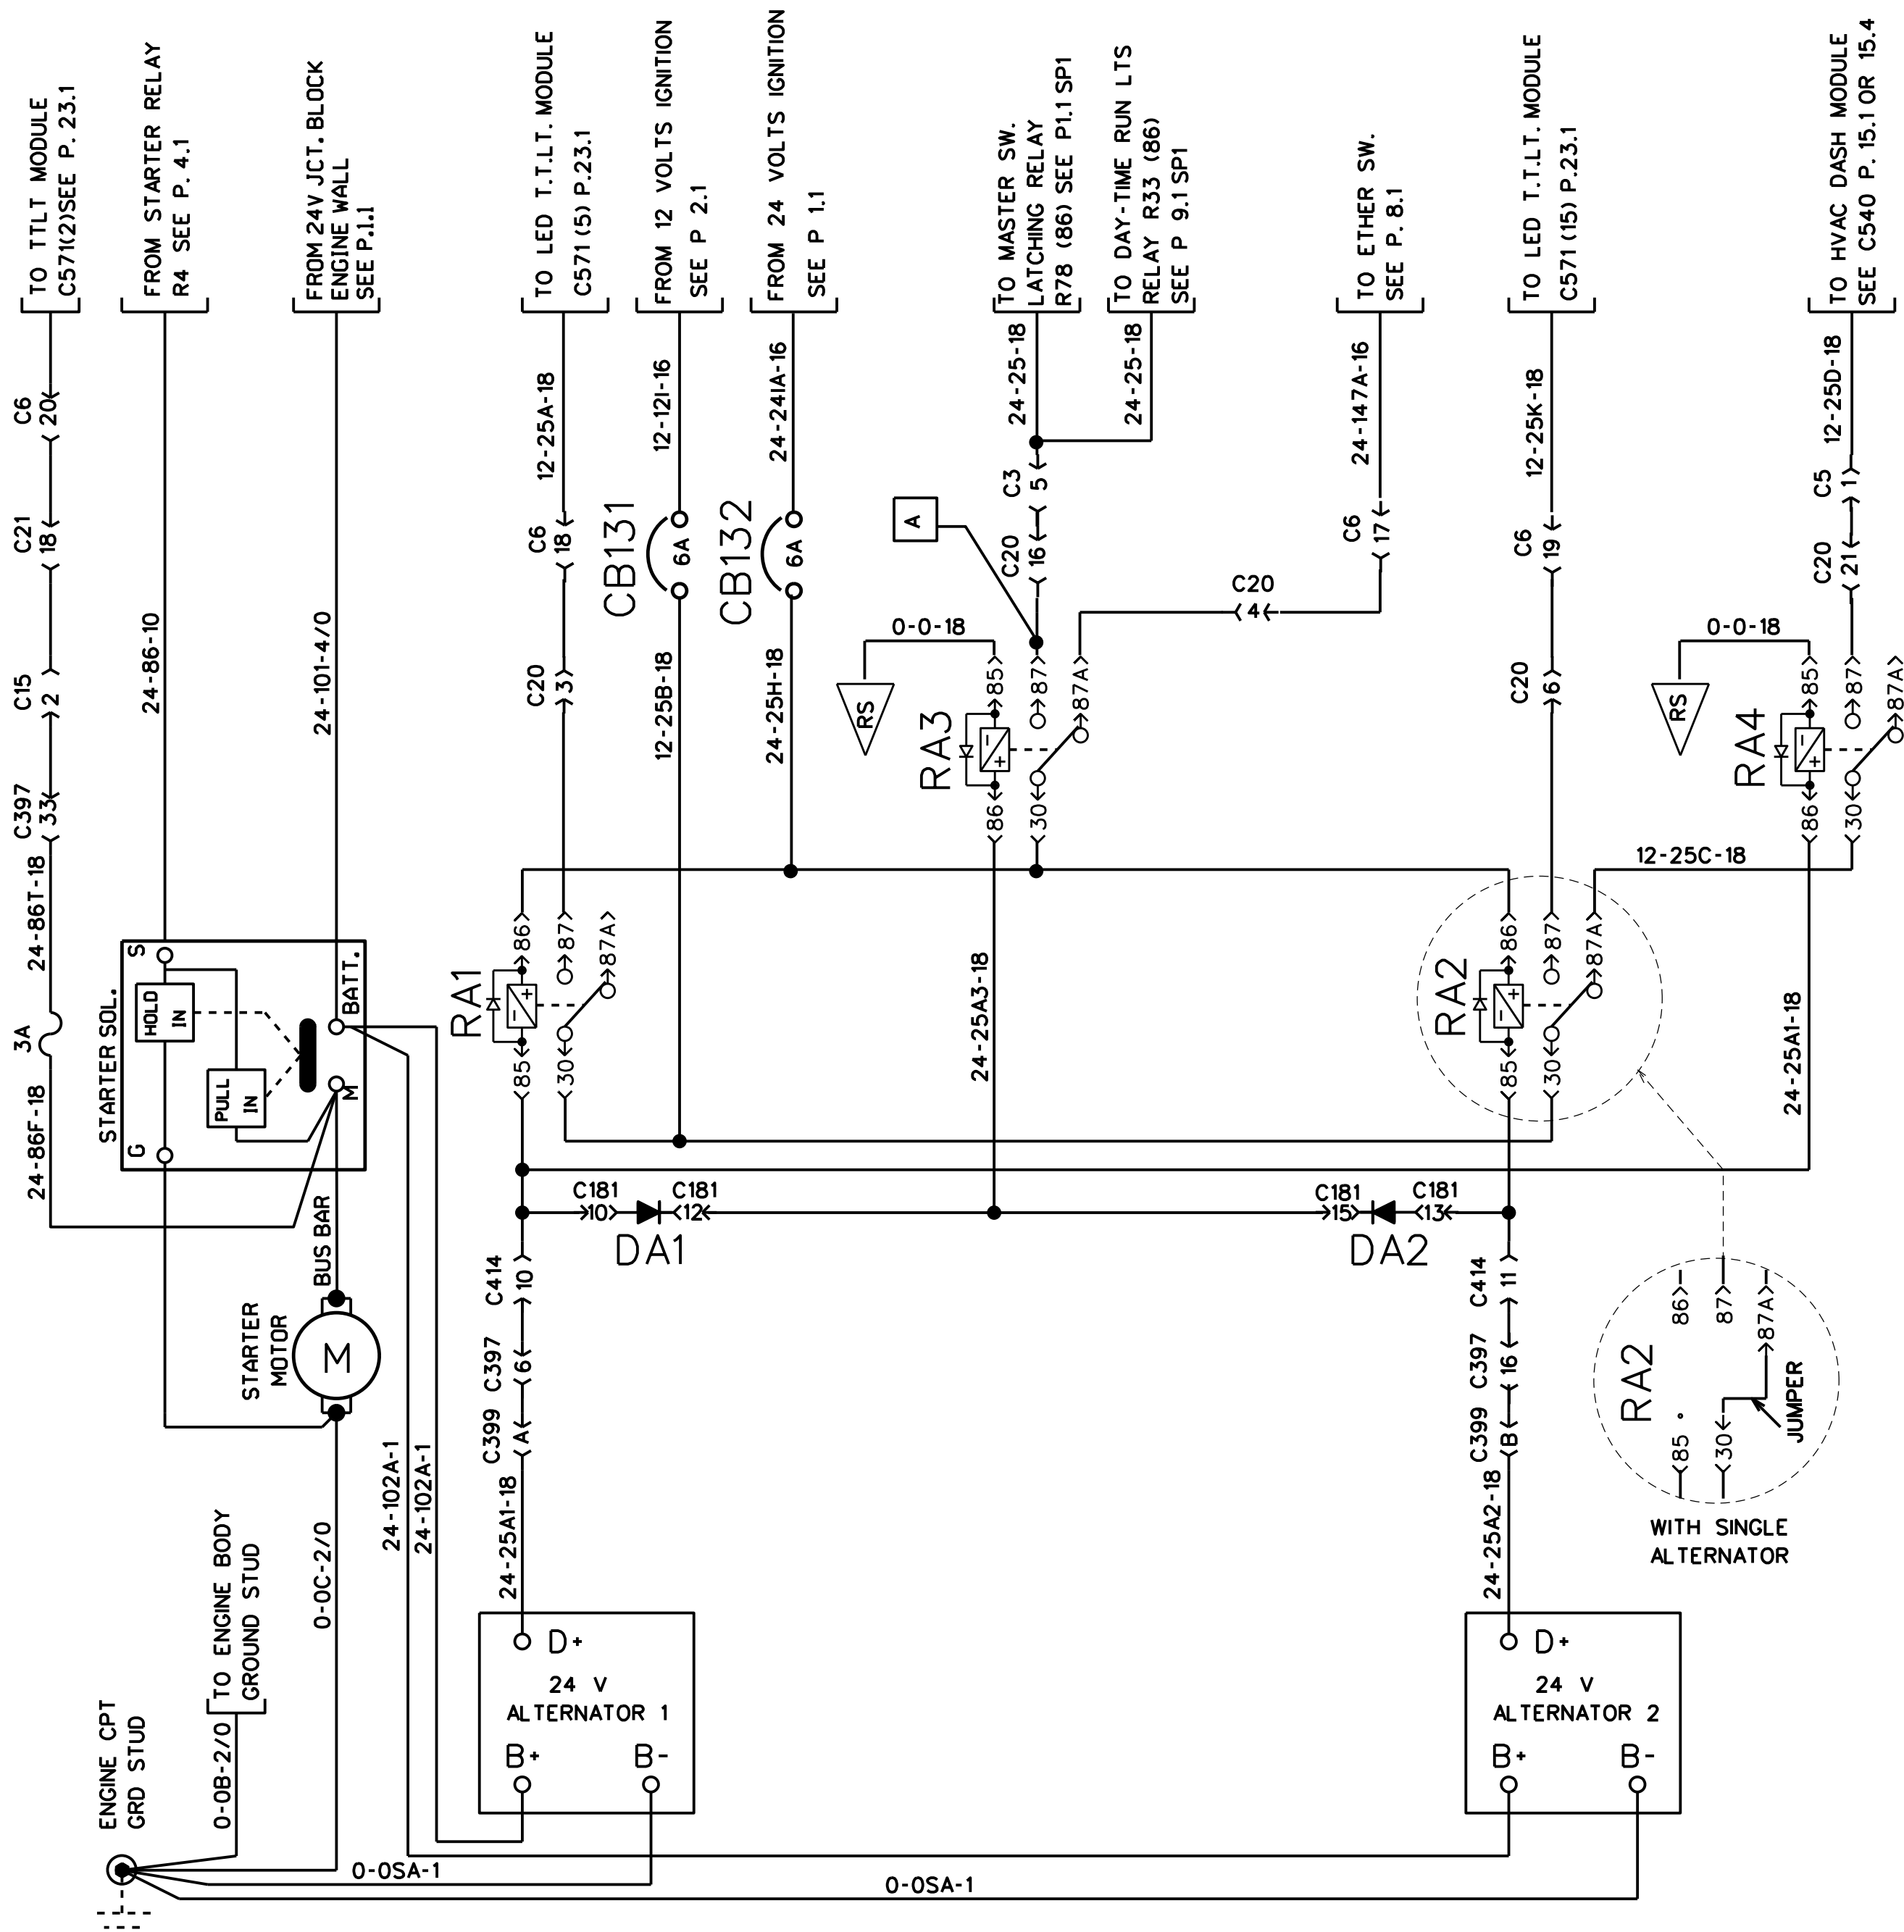 TO TTLT MODULE
C571(2)SEE P. 23.1
FROM STARTER RELAY
R4 SEE P. 4.1
FROM 24V JCT. BLOCK
ENGINE WALL
SEE P.1.1
TO LED T.T.LT. MODULE
C571 (5) P.23.1
FROM 12 VOLTS IGNITION
SEE P 2.1
FROM 24 VOLTS IGNITION
SEE P 1.1
TO MASTER SW.
LATCHING RELAY
R78 (86) SEE P1.1 SP1
TO DAY-TIME RUN LTS
RELAY R33 (86)
SEE P 9.1 SP1
TO ETHER SW.
SEE P. 8.1
TO LED T.T.LT. MODULE
C571 (15) P.23.1
TO HVAC DASH MODULE
SEE C540 P. 15.1 OR 15.4
C6
20
C21
18
C15
2
C397
33
24-86T-18
3A
24-86F-18
24-86-10
24-101-4/0
12-25A-18
C6
18
C20
3
12-12I-16
CB131
6A
12-25B-18
24-24IA-16
CB132
6A
24-25H-18
24-25-18
24-25-18
C3
5
C20
16
A
24-147A-16
C6
17
C20
4
12-25K-18
C6
19
C20
6
12-25D-18
C5
1
C20
21
0-0-18
RS
RA3
85
87
87A
86
30
- +
0-0-18
RS
RA4
85
87
87A
86
30
- +
12-25C-18
STARTER SOL.
S
HOLD
IN
PULL
IN
BATT.
M
G
RA1
86
87
87A
85
30
+ -
24-25A3-18
RA2
86
87
87A
85
30
+ -
24-25A1-18
C181
10
C181
12
DA1
C181
15
C181
13
DA2
BUS BAR
STARTER
MOTOR
M
C414
10
C397
6
C399
A
24-25A1-18
C414
11
C397
16
C399
B
24-25A2-18
RA2
86
87
87A
85
30
JUMPER
WITH SINGLE
ALTERNATOR
24-102A-1
24-102A-1
0-0C-2/0
TO ENGINE BODY
GROUND STUD
0-0B-2/0
ENGINE CPT
GRD STUD
D+
24 V
ALTERNATOR 1
B+ B-
D+
24 V
ALTERNATOR 2
B+ B-
0-0SA-1
0-0SA-1